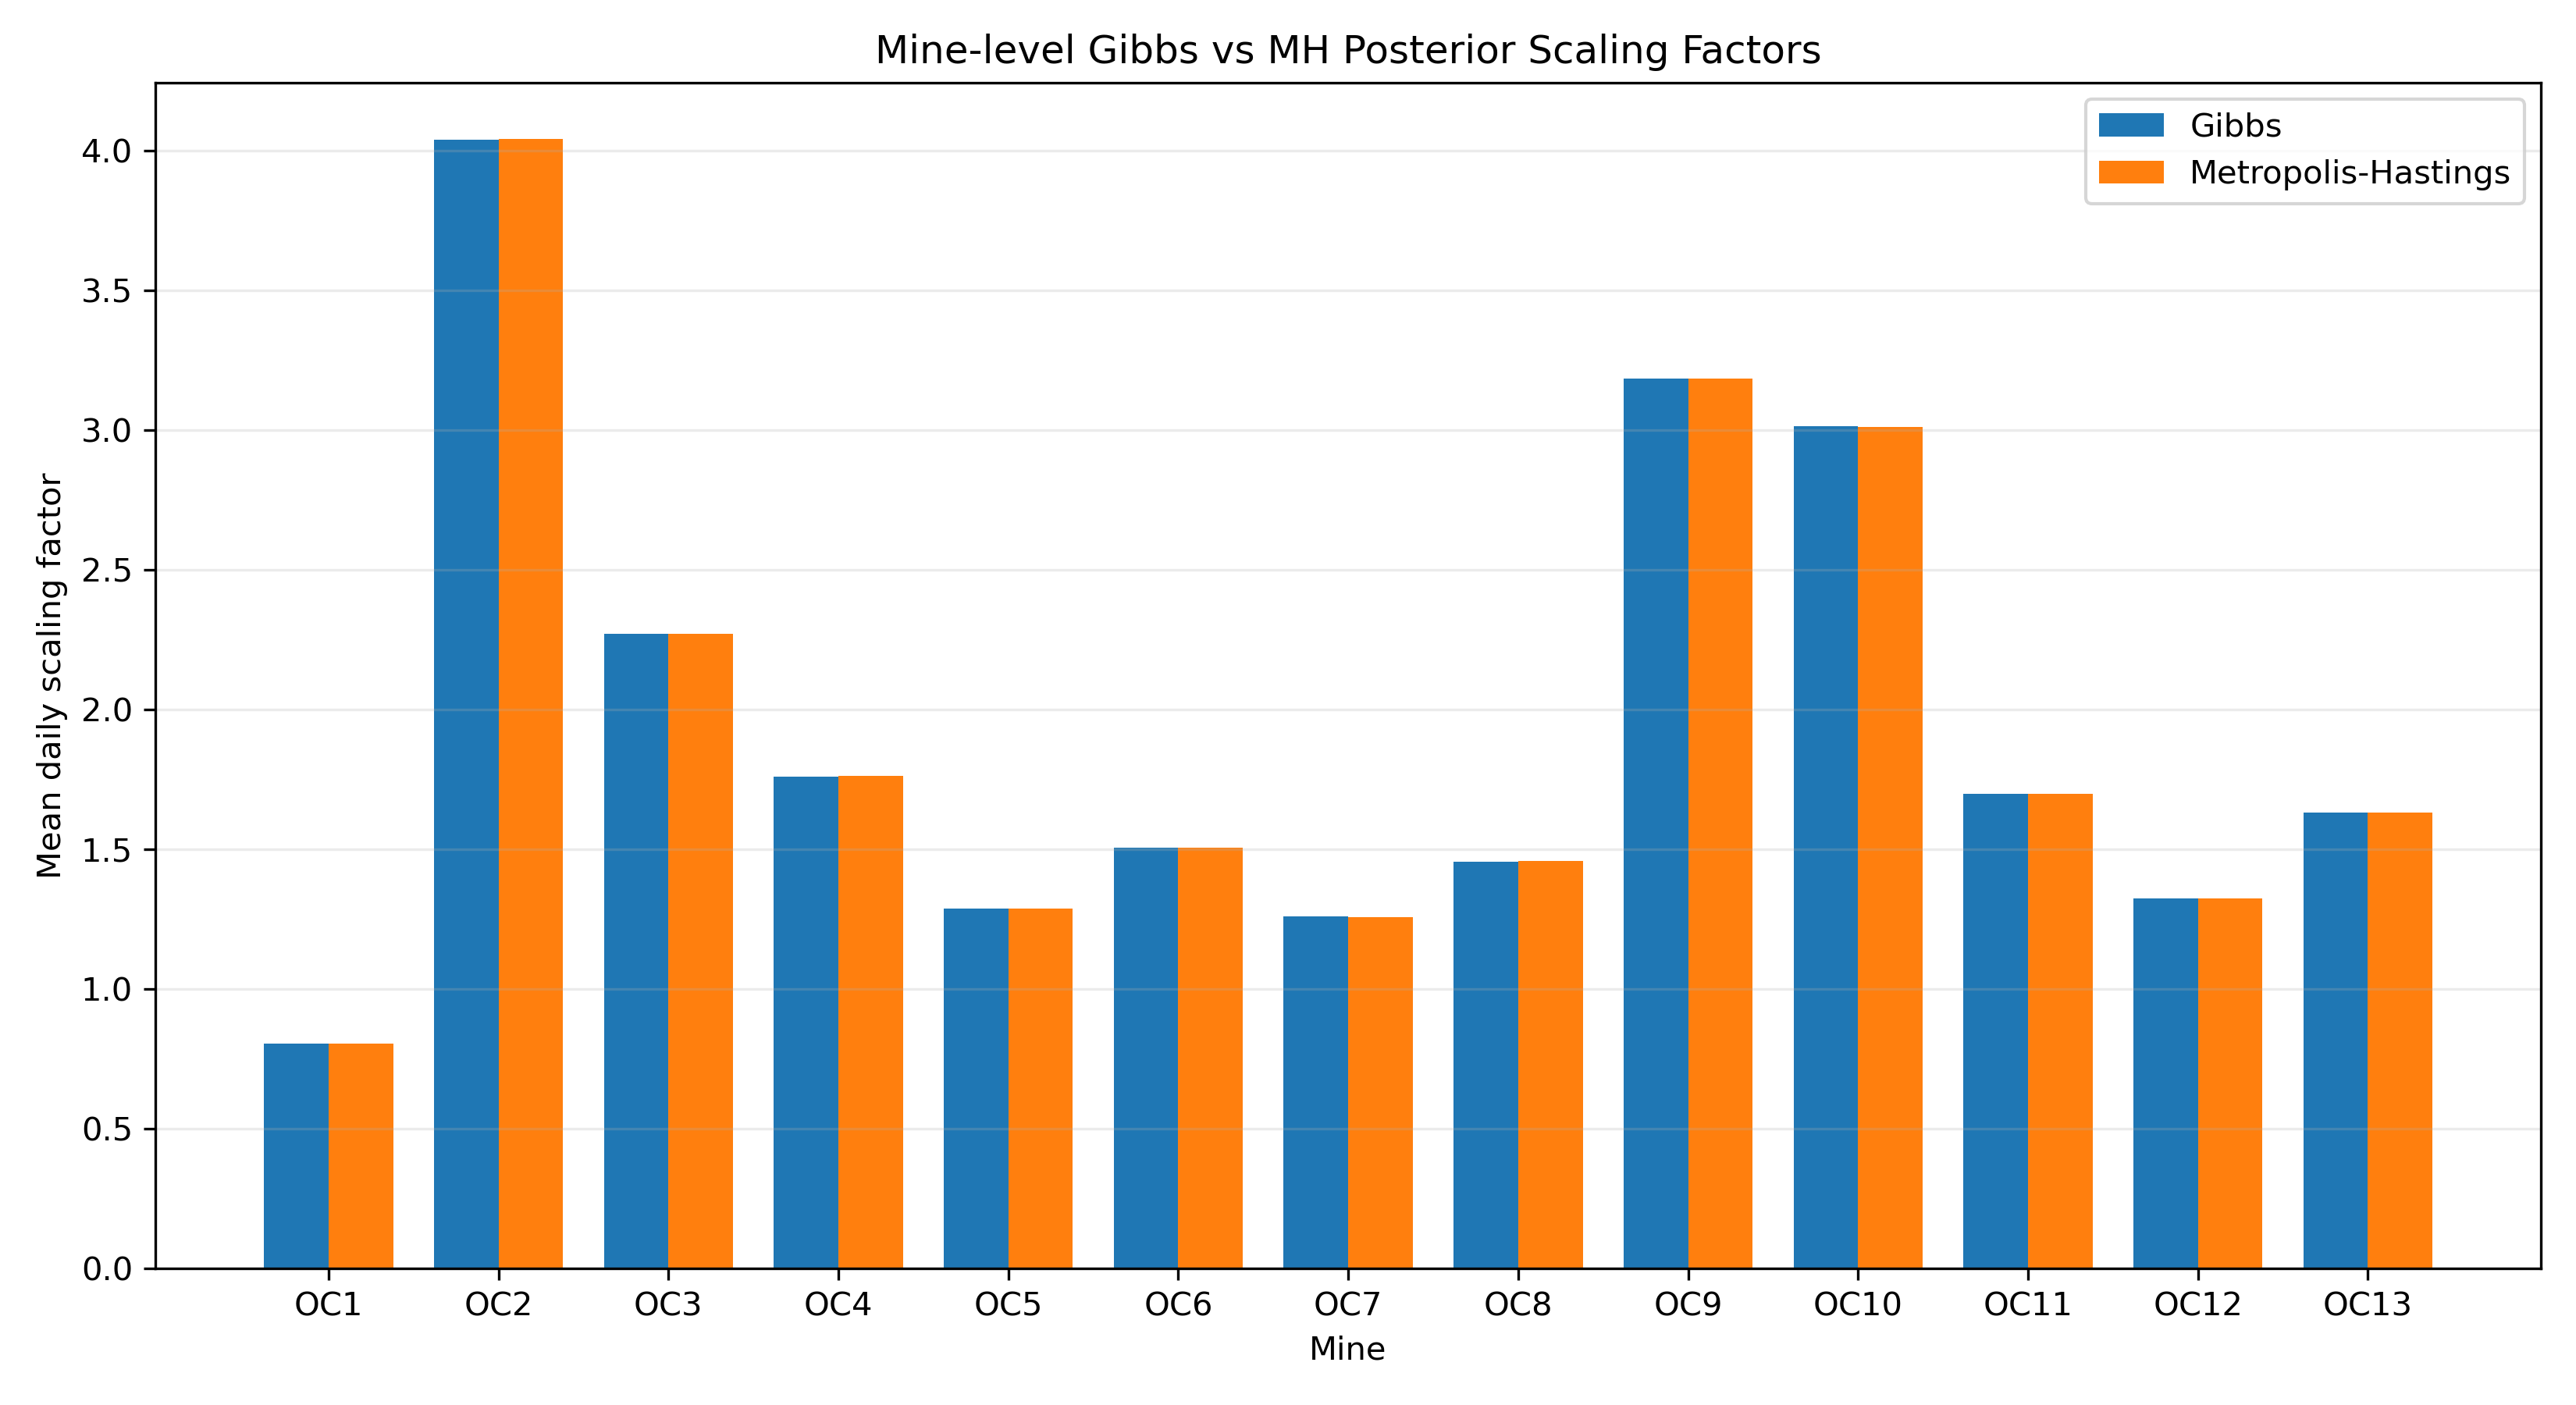 Mine-level Gibbs vs MH Posterior Scaling Factors
Gibbs
Metropolis-Hastings
Mean daily scaling factor
4.0
3.5
3.0
2.5
2.0
1.5
1.0
0.5
0.0
OC1 OC2 OC3 OC4 OC5 OC6 OC7 OC8 OC9 OC10 OC11 OC12 OC13
Mine